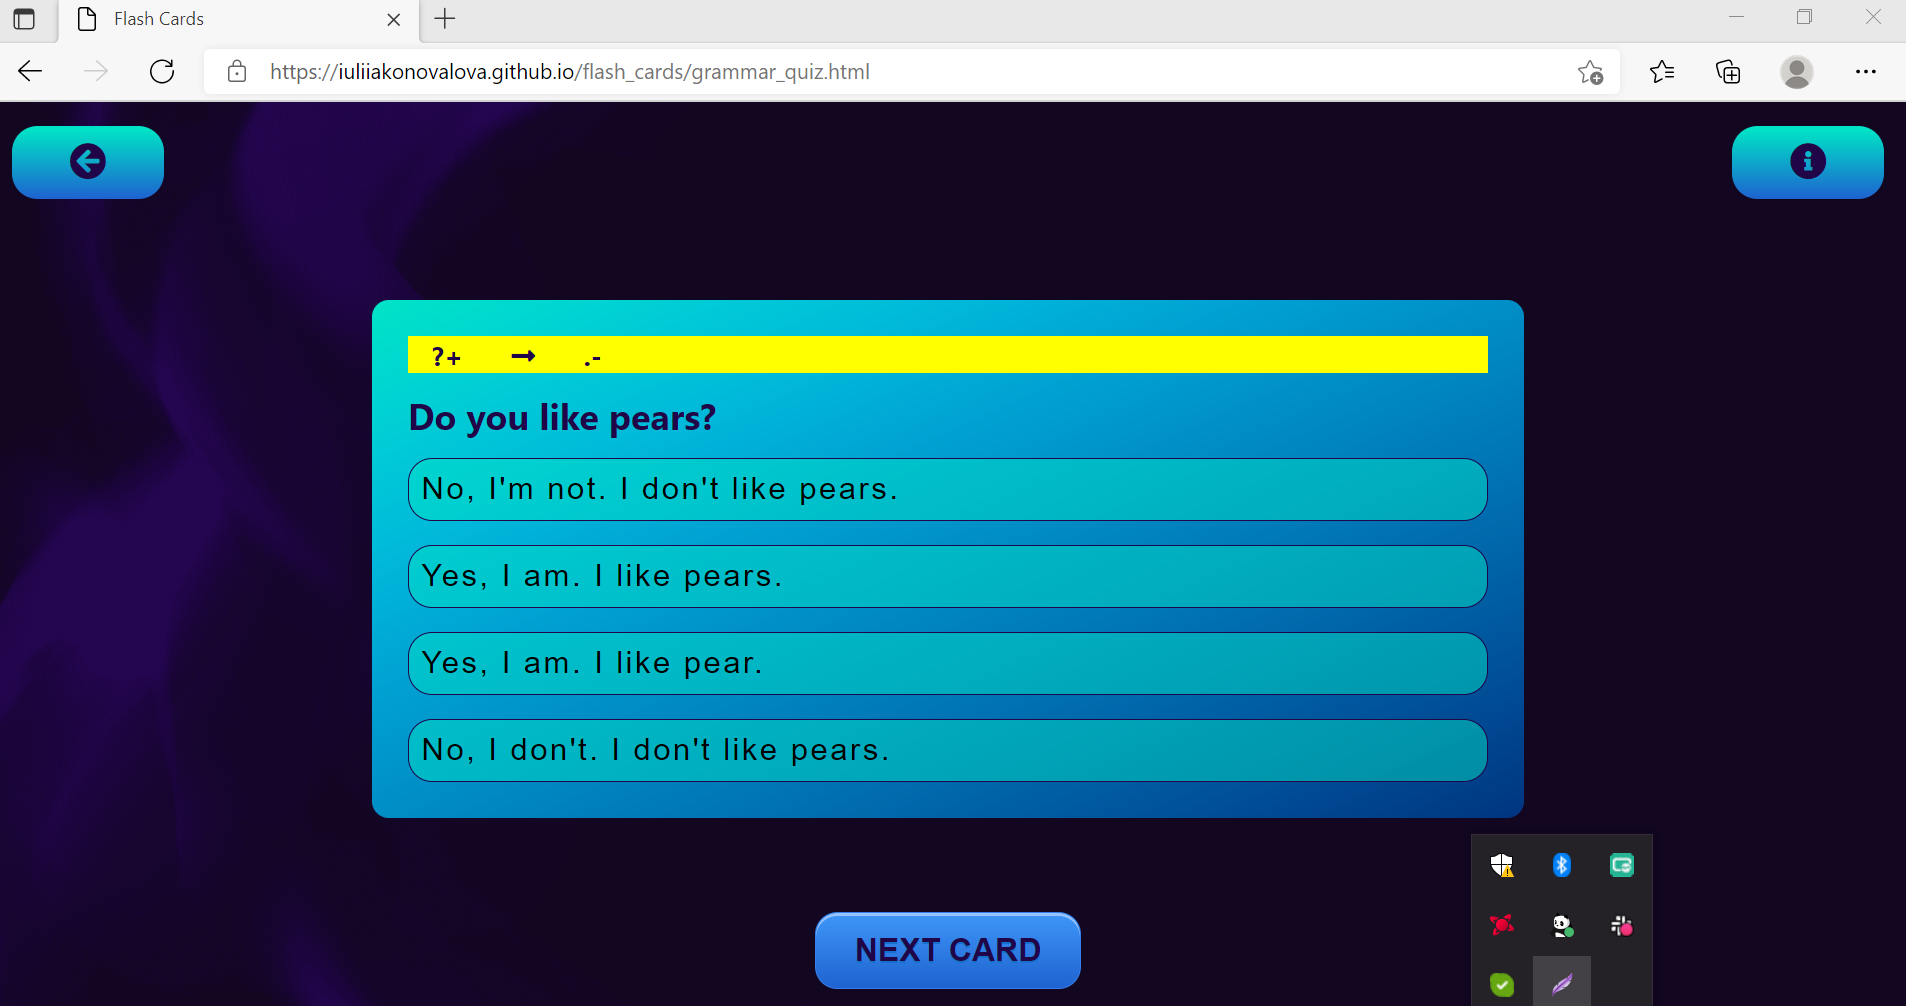 Flash Cards
https://iuliiakonovalova.github.io/flash_cards/grammar_quiz.html
?+ → .-
Do you like pears?
No, I'm not. I don't like pears.
Yes, I am. I like pears.
Yes, I am. I like pear.
No, I don't. I don't like pears.
NEXT CARD